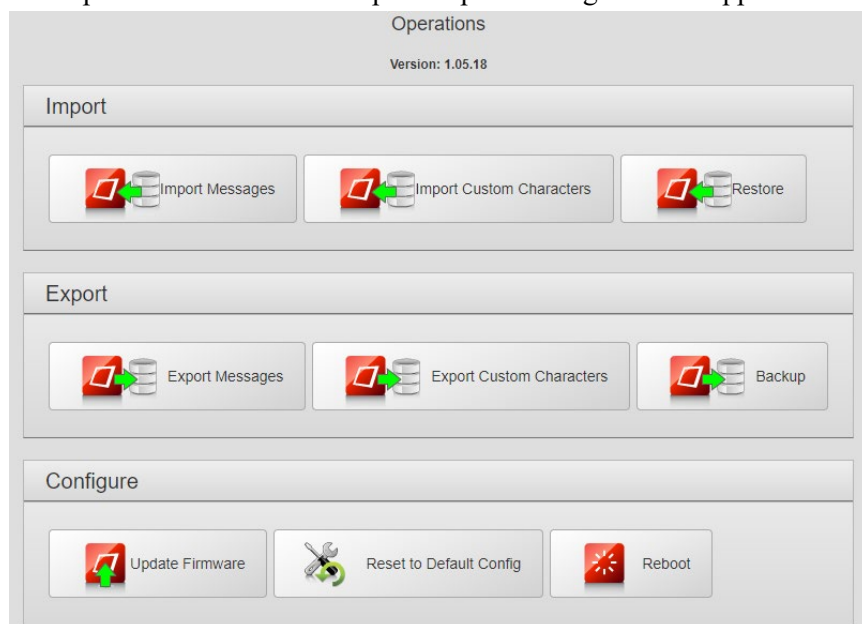 Operations
Version: 1.05.18
Import
Import Messages
Import Custom Characters
Restore
Export
Export Messages
Export Custom Characters
Backup
Configure
Update Firmware
Reset to Default Config
Reboot